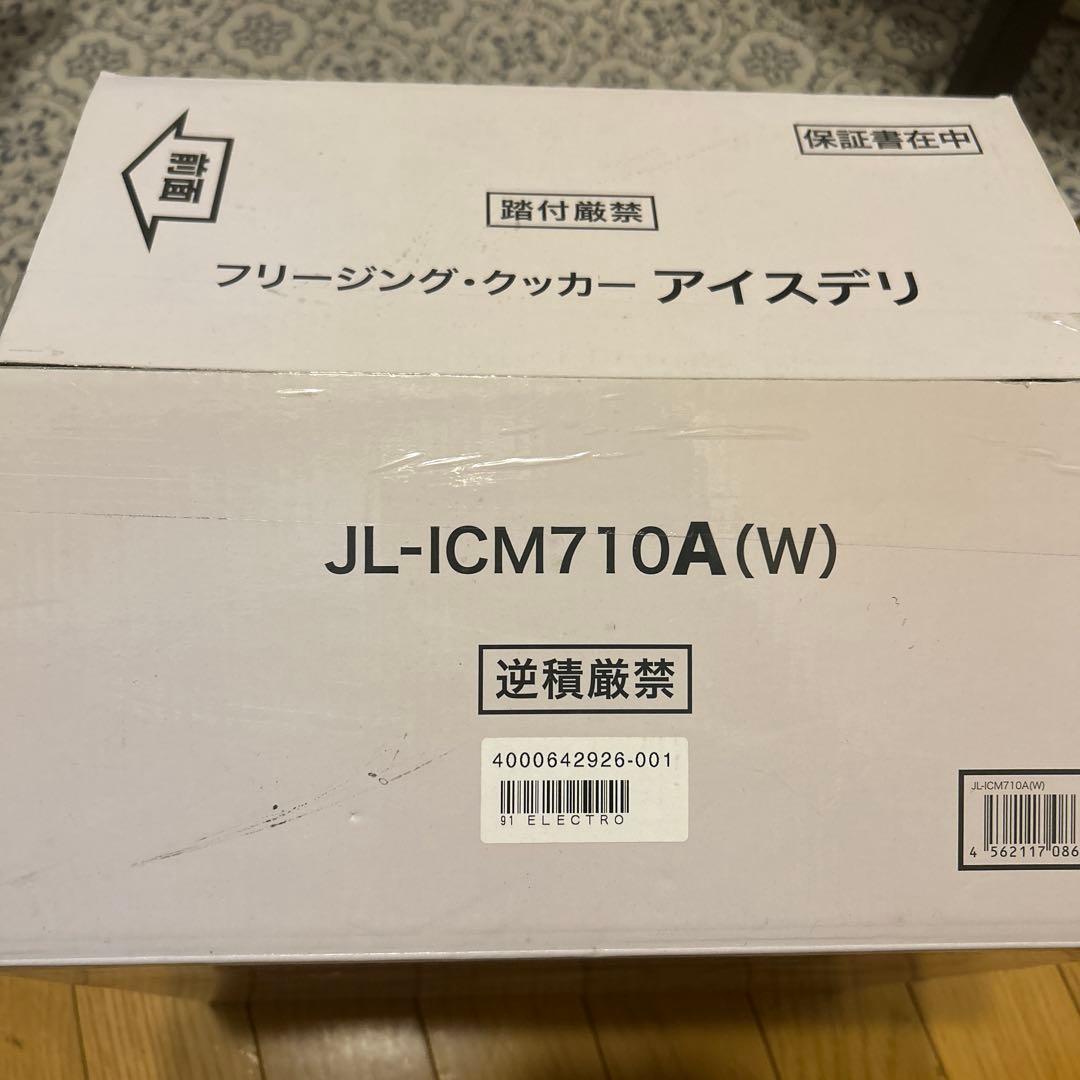 前面
保証書在中
踏付厳禁
フリージング・クッカー アイスデリ
JL-ICM710A(W)
逆積厳禁
4000642926-001
91 ELECTRO
JL-ICM710A(W)
4 562117 086